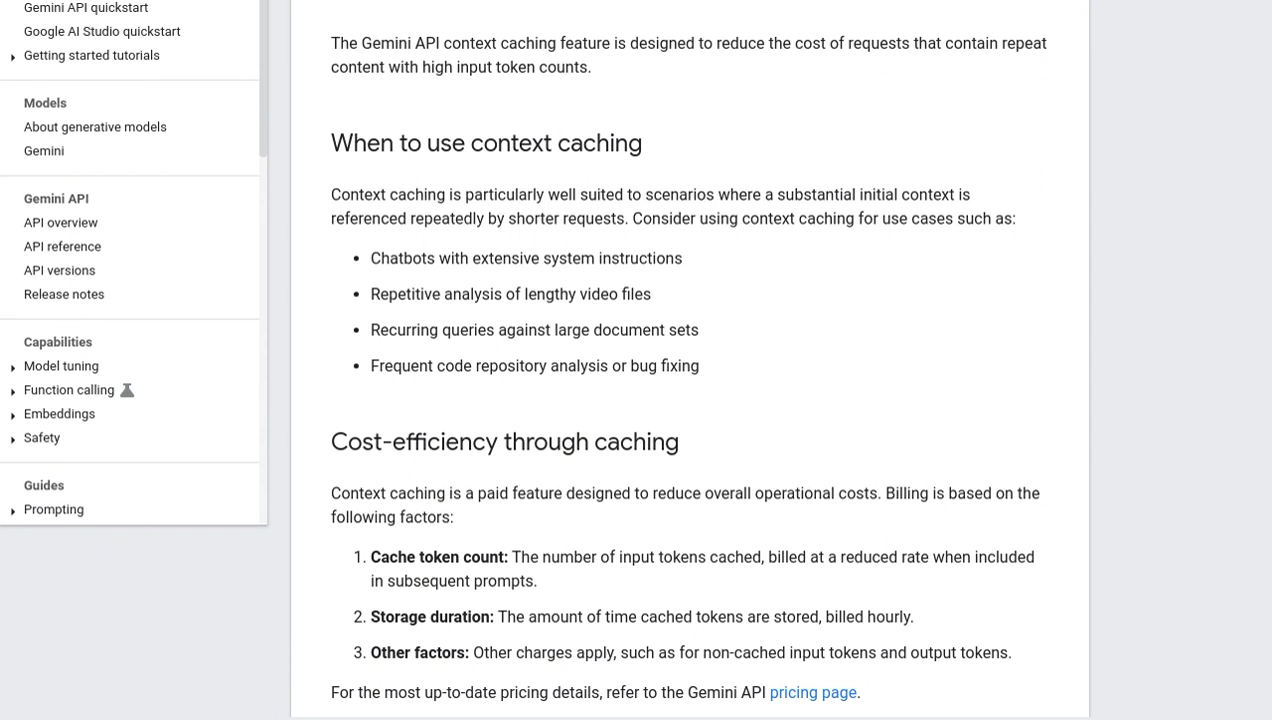 Gemini API quickstart
Google AI Studio quickstart
Getting started tutorials
Models
About generative models
Gemini
Gemini API
API overview
API reference
API versions
Release notes
Capabilities
Model tuning
Function calling
Embeddings
Safety
Guides
Prompting
The Gemini API context caching feature is designed to reduce the cost of requests that contain repeat
content with high input token counts.
When to use context caching
Context caching is particularly well suited to scenarios where a substantial initial context is
referenced repeatedly by shorter requests. Consider using context caching for use cases such as:
• Chatbots with extensive system instructions
• Repetitive analysis of lengthy video files
• Recurring queries against large document sets
• Frequent code repository analysis or bug fixing
Cost-efficiency through caching
Context caching is a paid feature designed to reduce overall operational costs. Billing is based on the
following factors:
1. Cache token count: The number of input tokens cached, billed at a reduced rate when included
in subsequent prompts.
2. Storage duration: The amount of time cached tokens are stored, billed hourly.
3. Other factors: Other charges apply, such as for non-cached input tokens and output tokens.
For the most up-to-date pricing details, refer to the Gemini API pricing page.